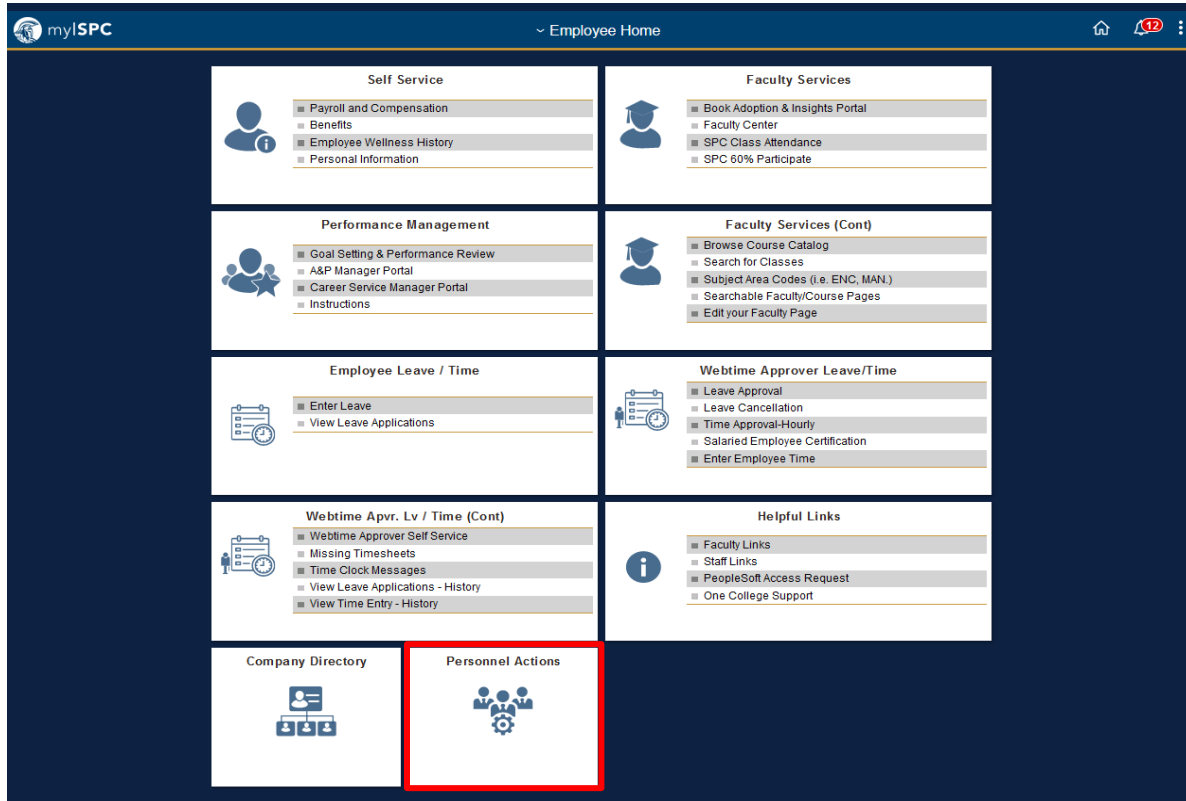 my|SPC
Employee Home
12
Self Service
Payroll and Compensation
Benefits
Employee Wellness History
Personal Information
Faculty Services
Book Adoption & Insights Portal
Faculty Center
SPC Class Attendance
SPC 60% Participate
Performance Management
Goal Setting & Performance Review
A&P Manager Portal
Career Service Manager Portal
Instructions
Faculty Services (Cont)
Browse Course Catalog
Search for Classes
Subject Area Codes (i.e. ENC, MAN.)
Searchable Faculty/Course Pages
Edit your Faculty Page
Employee Leave / Time
Enter Leave
View Leave Applications
Webtime Approver Leave/Time
Leave Approval
Leave Cancellation
Time Approval-Hourly
Salaried Employee Certification
Enter Employee Time
Webtime Apvr. Lv / Time (Cont)
Webtime Approver Self Service
Missing Timesheets
Time Clock Messages
View Leave Applications - History
View Time Entry - History
Helpful Links
Faculty Links
Staff Links
PeopleSoft Access Request
One College Support
Company Directory
Personnel Actions